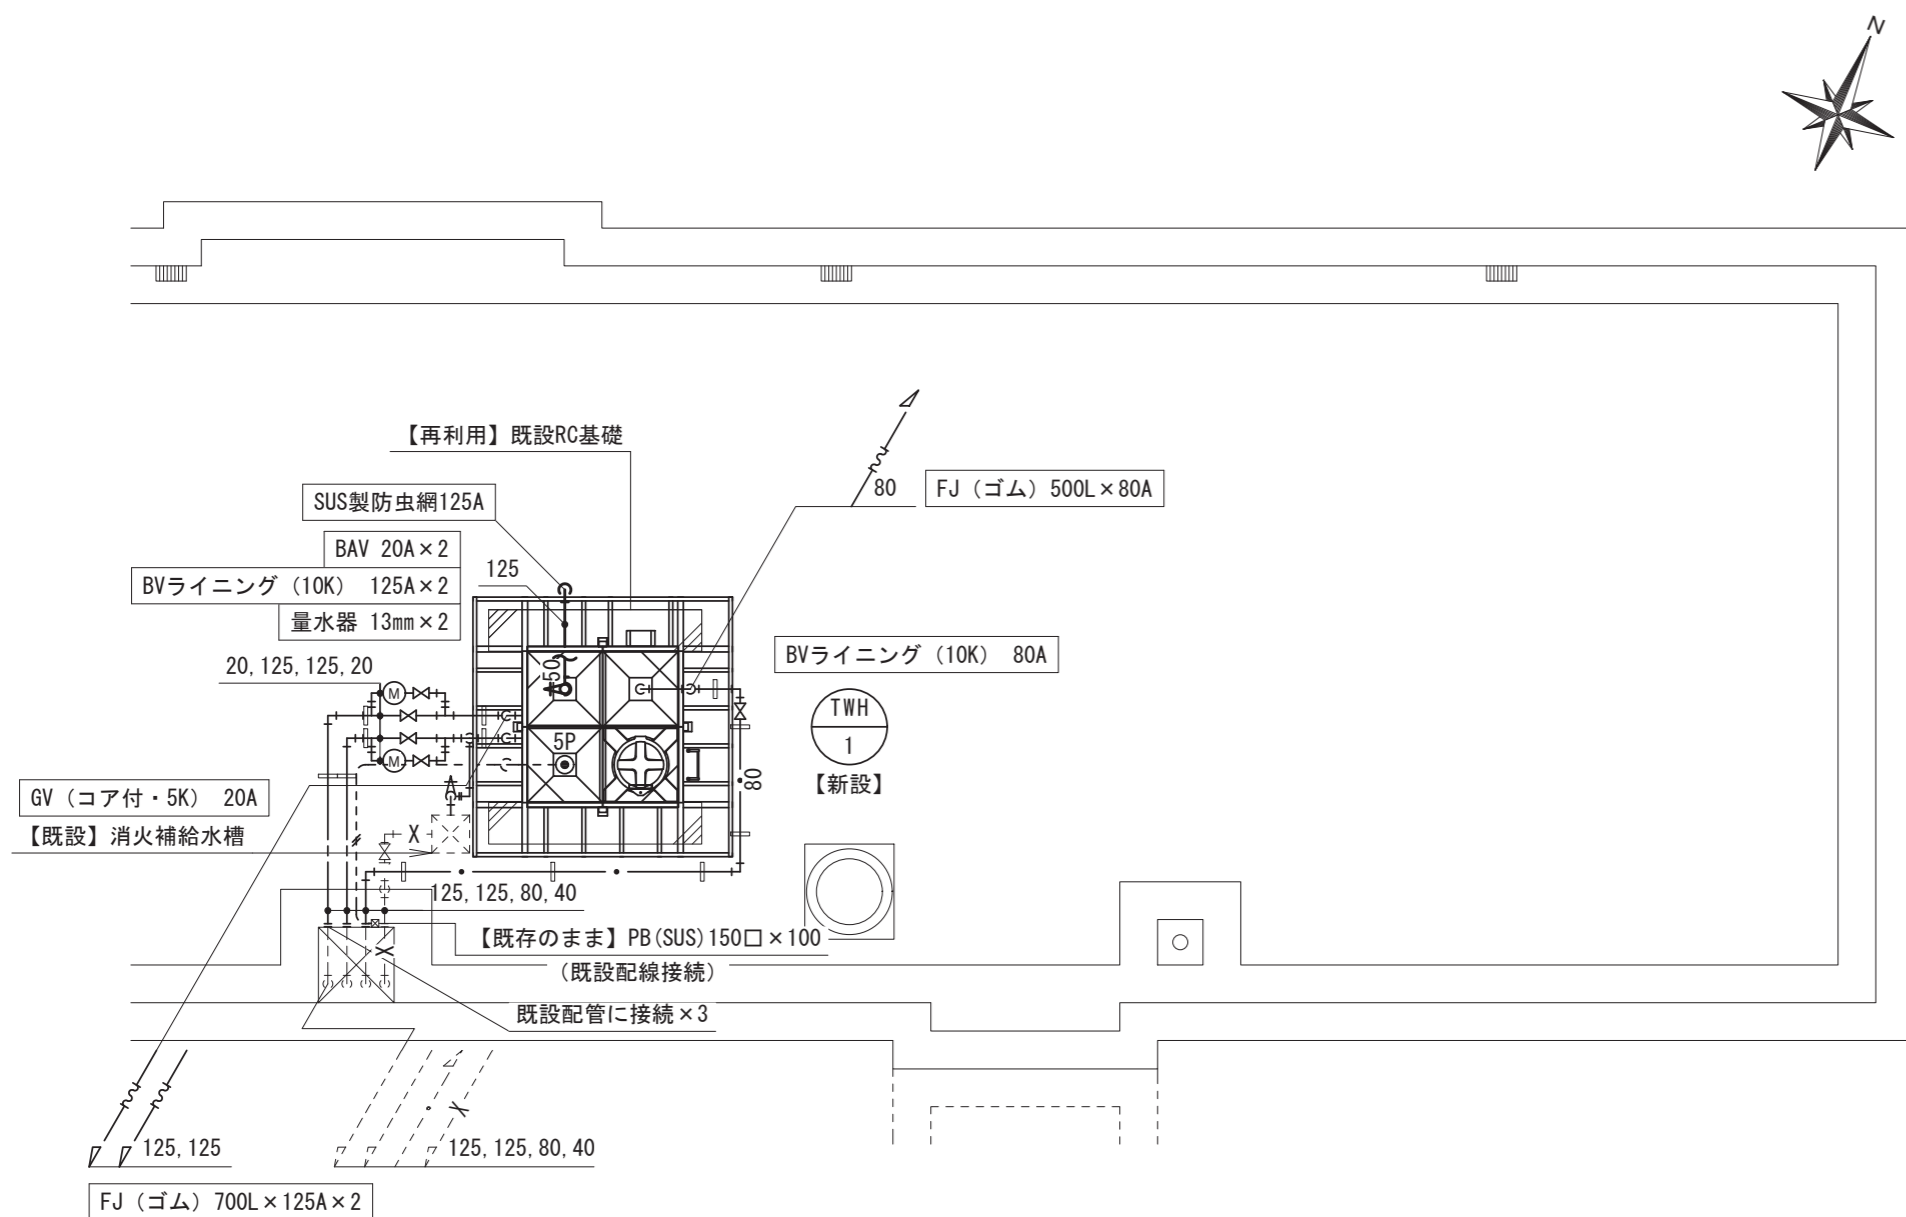 N
【再利用】既設RC基礎
SUS製防虫網125A
80
FJ（ゴム）500L×80A
BAV 20A×2
BVライニング（10K） 125A×2
量水器 13mm×2
125
20,125,125,20
50
BVライニング（10K） 80A
M
M
5P
TWH
1
【新設】
80
GV（コア付・5K） 20A
【既設】消火補給水槽
X
125,125,80,40
【既存のまま】PB(SUS)150口×100
（既設配線接続）
X
既設配管に接続×3
X
125,125
125,125,80,40
FJ（ゴム）700L×125A×2